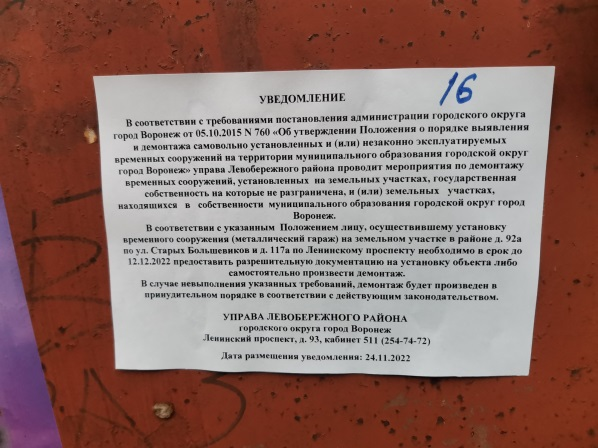 16
УВЕДОМЛЕНИЕ
В соответствии с требованиями постановления администрации городского округа
город Воронеж от 05.10.2015 N 760 «Об утверждении Положения о порядке выявления
и демонтажа самовольно установленных и (или) незаконно эксплуатируемых
временных сооружений на территории муниципального образования городской округ
город Воронеж» управа Левобережного района проводит мероприятия по демонтажу
временных сооружений, установленных на земельных участках, государственная
собственность на которые не разграничена, и (или) земельных участках,
находящихся в собственности муниципального образования городской округ город
Воронеж.
В соответствии с указанным Положением лицу, осуществившему установку
временного сооружения (металлический гараж) на земельном участке в районе д. 92а
по ул. Старых Большевиков и д. 117а по Ленинскому проспекту необходимо в срок до
12.12.2022 предоставить разрешительную документацию на установку объекта либо
самостоятельно произвести демонтаж.
В случае невыполнения указанных требований, демонтаж будет произведен в
принудительном порядке в соответствии с действующим законодательством.
УПРАВА ЛЕВОБЕРЕЖНОГО РАЙОНА
городского округа город Воронеж
Ленинский проспект, д. 93, кабинет 511 (254-74-72)
Дата размещения уведомления: 24.11.2022